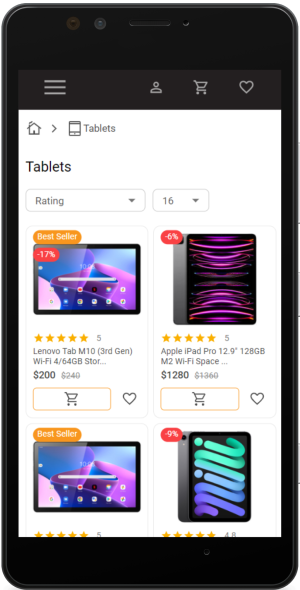 Tablets
Tablets
Rating
16
Best Seller
-17%
5
Lenovo Tab M10 (3rd Gen)
Wi-Fi 4/64GB Stor...
$200 $240
-6%
5
Apple iPad Pro 12.9" 128GB
M2 Wi-Fi Space ...
$1280 $1360
Best Seller
5
-9%
4.8